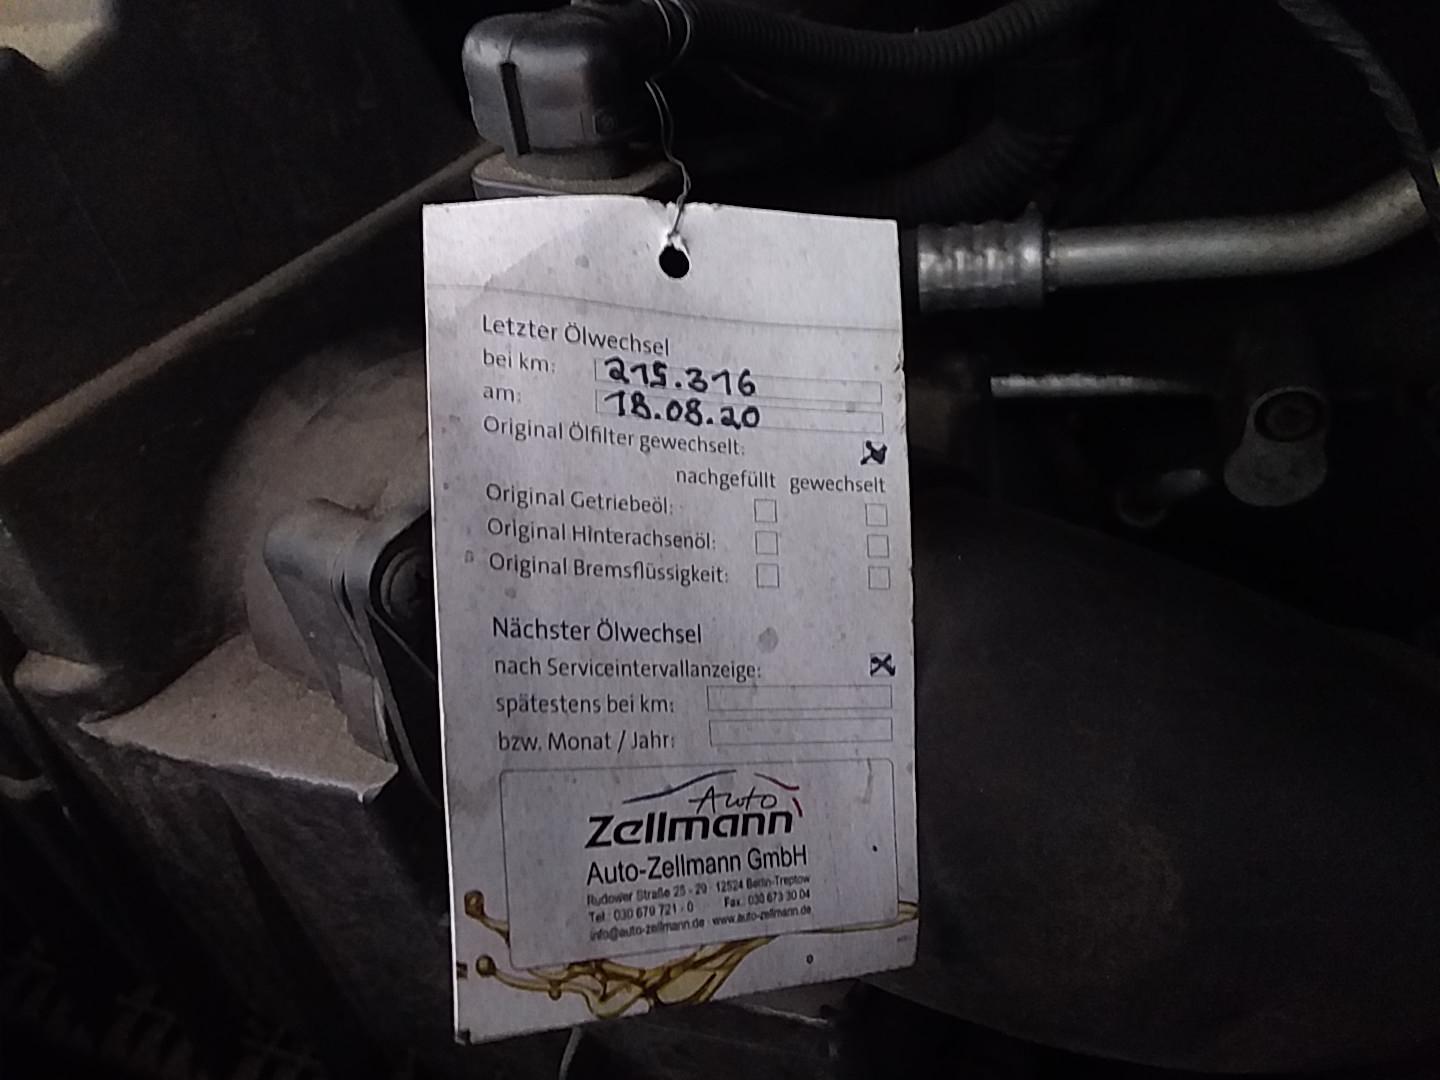 Letzter Ölwechsel
bei km: 215.316
am: 18.08.20
Original Ölfilter gewechselt:
nachgefüllt gewechselt
Original Getriebeöl:
Original Hinterachsenöl:
Original Bremsflüssigkeit:
Nächster Ölwechsel
nach Serviceintervallanzeige:
spätestens bei km:
bzw. Monat / Jahr:
Auto
Zellmann
Auto-Zellmann GmbH
Rudower Straße 25 - 29 · 12524 Berlin-Treptow
Tel.: 030 679 721 - 0 Fax: 030 673 30 04
info@auto-zellmann.de · www.auto-zellmann.de